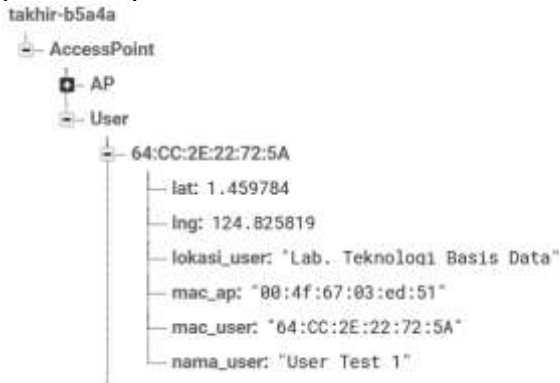 takhir-b5a4a
AccessPoint
AP
User
64:CC:2E:22:72:5A
lat: 1.459784
lng: 124.825819
lokasi_user: "Lab. Teknologi Basis Data"
mac_ap: "00:4f:67:03:ed:51"
mac_user: "64:CC:2E:22:72:5A"
nama_user: "User Test 1"